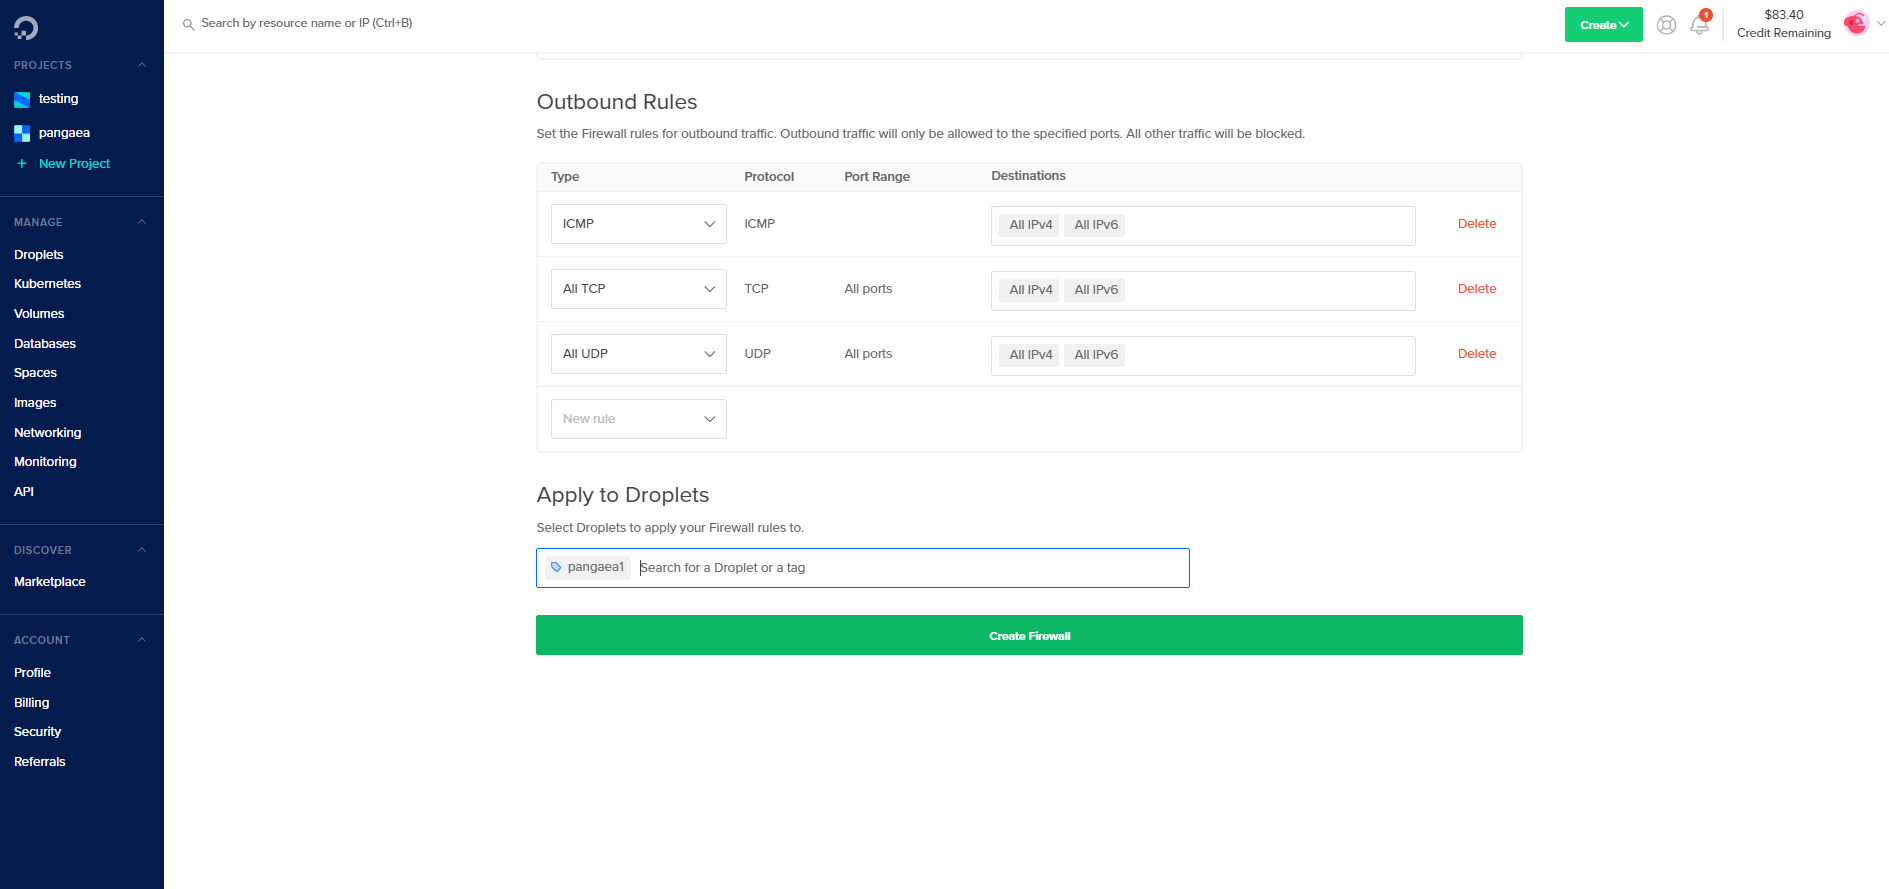 Search by resource name or IP (Ctrl+B)
Create
1
$83.40
Credit Remaining
PROJECTS
testing
pangaea
+ New Project
MANAGE
Droplets
Kubernetes
Volumes
Databases
Spaces
Images
Networking
Monitoring
API
DISCOVER
Marketplace
ACCOUNT
Profile
Billing
Security
Referrals
Outbound Rules
Set the Firewall rules for outbound traffic. Outbound traffic will only be allowed to the specified ports. All other traffic will be blocked.
Type Protocol Port Range Destinations
ICMP ICMP All IPv4 All IPv6 Delete
All TCP TCP All ports All IPv4 All IPv6 Delete
All UDP UDP All ports All IPv4 All IPv6 Delete
New rule
Apply to Droplets
Select Droplets to apply your Firewall rules to.
pangaea1 Search for a Droplet or a tag
Create Firewall